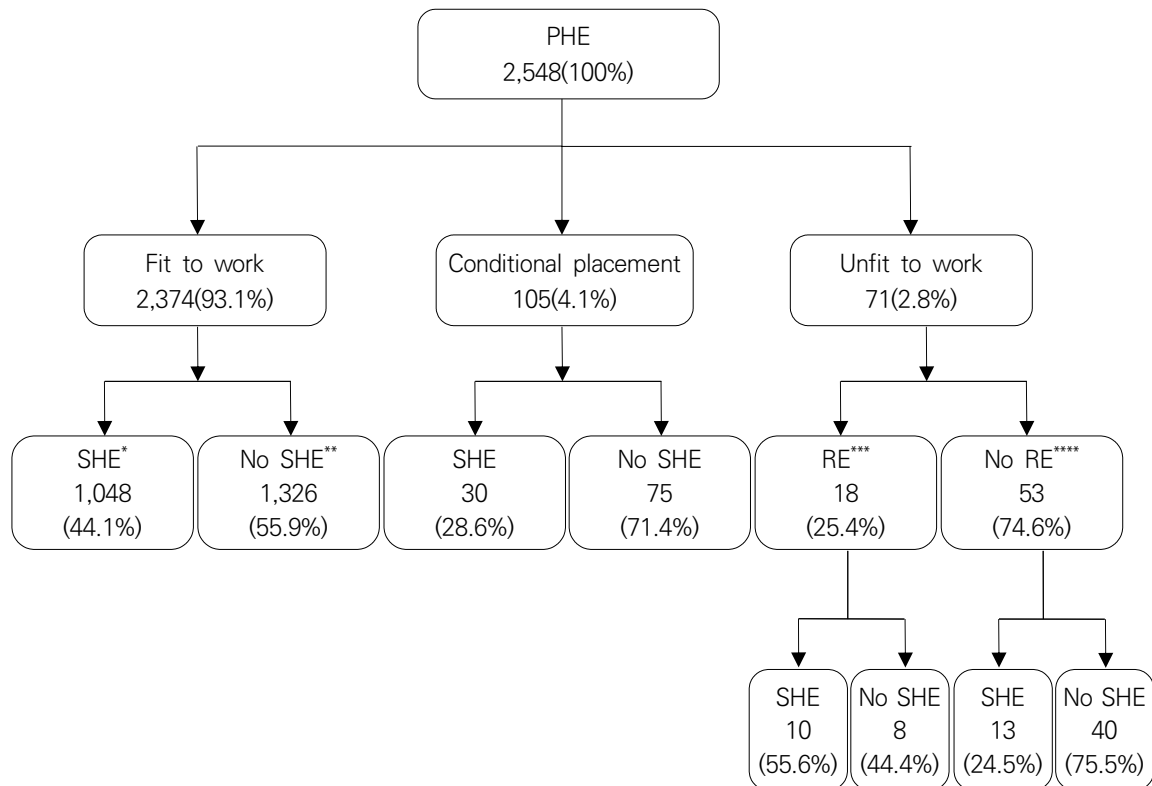 PHE
2,548(100%)
Fit to work
2,374(93.1%)
Conditional placement
105(4.1%)
Unfit to work
71(2.8%)
SHE*
1,048
(44.1%)
No SHE**
1,326
(55.9%)
SHE
30
(28.6%)
No SHE
75
(71.4%)
RE***
18
(25.4%)
No RE****
53
(74.6%)
SHE
10
(55.6%)
No SHE
8
(44.4%)
SHE
13
(24.5%)
No SHE
40
(75.5%)